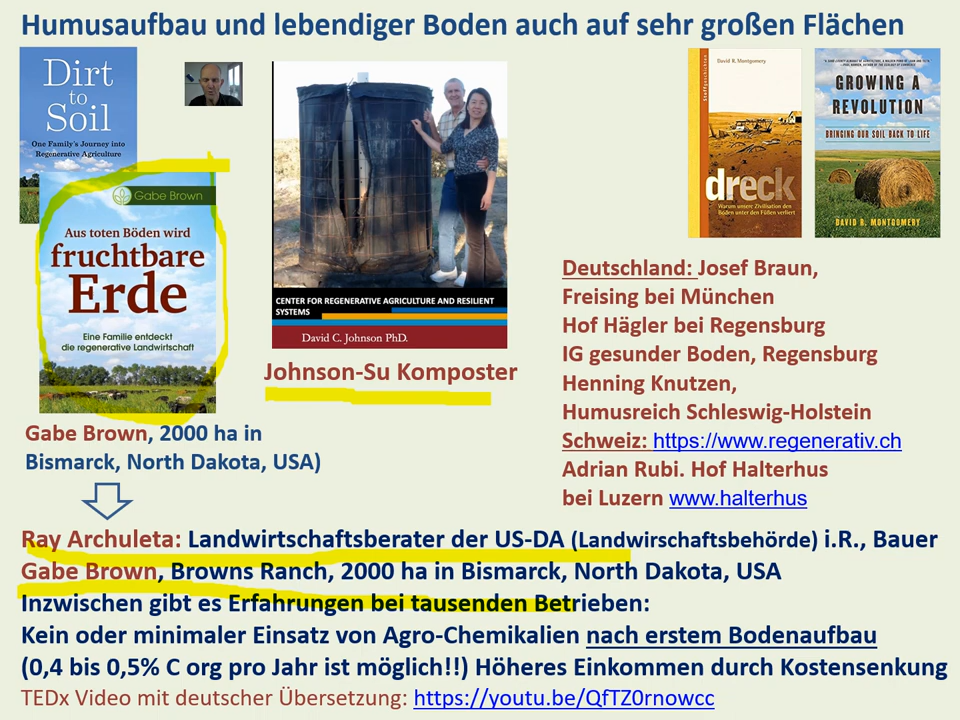 Humusaufbau und lebendiger Boden auch auf sehr großen Flächen
Dirt
to
Soil
One Family's Journey into
Regenerative Agriculture
Gabe Brown
Aus toten Böden wird
fruchtbare
Erde
Eine Familie entdeckt
die regenerative Landwirtschaft
Gabe Brown, 2000 ha in
Bismarck, North Dakota, USA)
CENTER FOR REGENERATIVE AGRICULTURE AND RESILIENT
SYSTEMS
David C. Johnson PhD.
Johnson-Su Komposter
Stoffgeschichten
David R. Montgomery
dreck
Warum unsere Zivilisation den
Boden unter den Füßen verliert
GROWING A
REVOLUTION
BRINGING OUR SOIL BACK TO LIFE
DAVID R. MONTGOMERY
Deutschland: Josef Braun,
Freising bei München
Hof Hägler bei Regensburg
IG gesunder Boden, Regensburg
Henning Knutzen,
Humusreich Schleswig-Holstein
Schweiz: https://www.regenerativ.ch
Adrian Rubi. Hof Halterhus
bei Luzern www.halterhus
Ray Archuleta: Landwirtschaftsberater der US-DA (Landwirschaftsbehörde) i.R., Bauer
Gabe Brown, Browns Ranch, 2000 ha in Bismarck, North Dakota, USA
Inzwischen gibt es Erfahrungen bei tausenden Betrieben:
Kein oder minimaler Einsatz von Agro-Chemikalien nach erstem Bodenaufbau
(0,4 bis 0,5% C org pro Jahr ist möglich!!) Höheres Einkommen durch Kostensenkung
TEDx Video mit deutscher Übersetzung: https://youtu.be/QfTZ0rnowcc